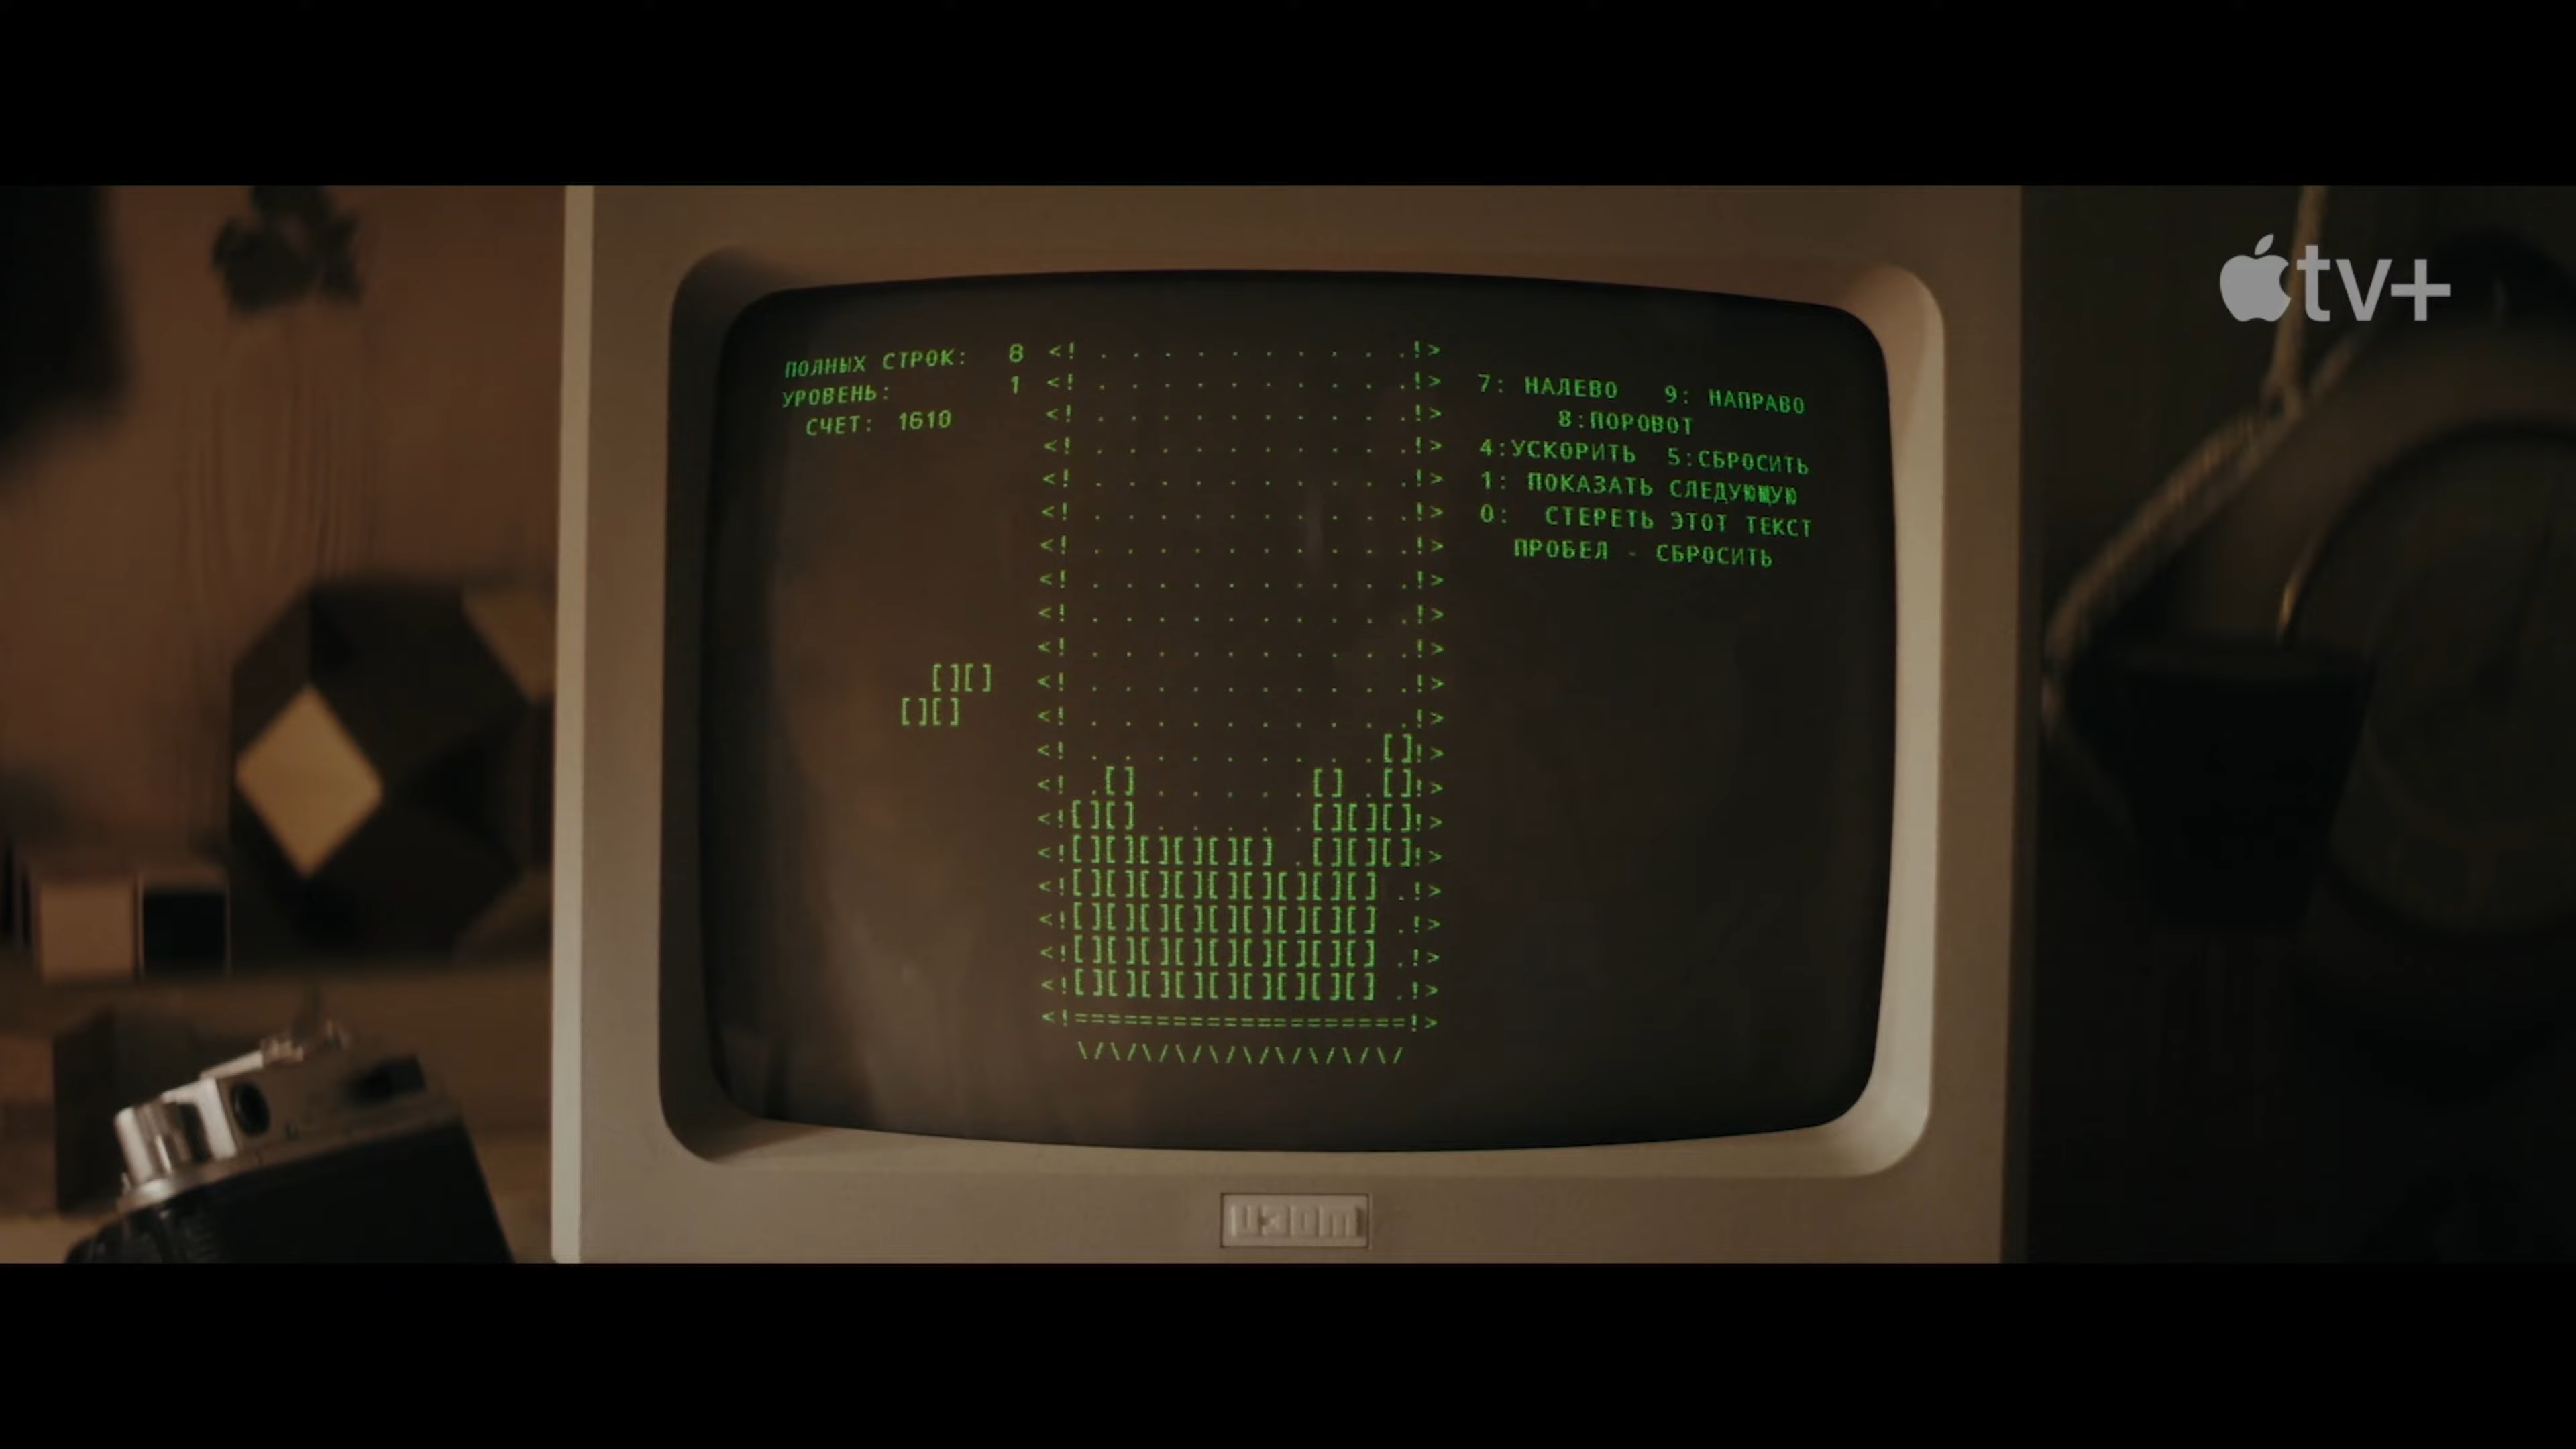 tv+
ПОЛНЫХ СТРОК: 8
УРОВЕНЬ: 1
СЧЕТ: 1610
7: НАЛЕВО 9: НАПРАВО
8:ПОРОВОТ
4:УСКОРИТЬ 5:СБРОСИТЬ
1: ПОКАЗАТЬ СЛЕДУЮЩУЮ
0: СТЕРЕТЬ ЭТОТ ТЕКСТ
ПРОБЕЛ - СБРОСИТЬ
<! . . . . . . . . . .!>
<! . . . . . . . . . .!>
<! . . . . . . . . . .!>
<! . . . . . . . . . .!>
<! . . . . . . . . . .!>
<! . . . . . . . . . .!>
<! . . . . . . . . . .!>
<! . . . . . . . . . .!>
<! . . . . . . . . . .!>
<! . . . . . . . . . .!>
[][] <! . . . . . . . . . .!>
[][] <! . . . . . . . . . .!>
<! . . . . . . . . .[]!>
<! .[] . . . . .[] .[]!>
<![][] . . . . .[][][]!>
<![][][][][][] .[][][]!>
<![][][][][][][][][] .!>
<![][][][][][][][][] .!>
<![][][][][][][][][] .!>
<![][][][][][][][][] .!>
<!====================!>
\/\/\/\/\/\/\/\/\/\/
изот